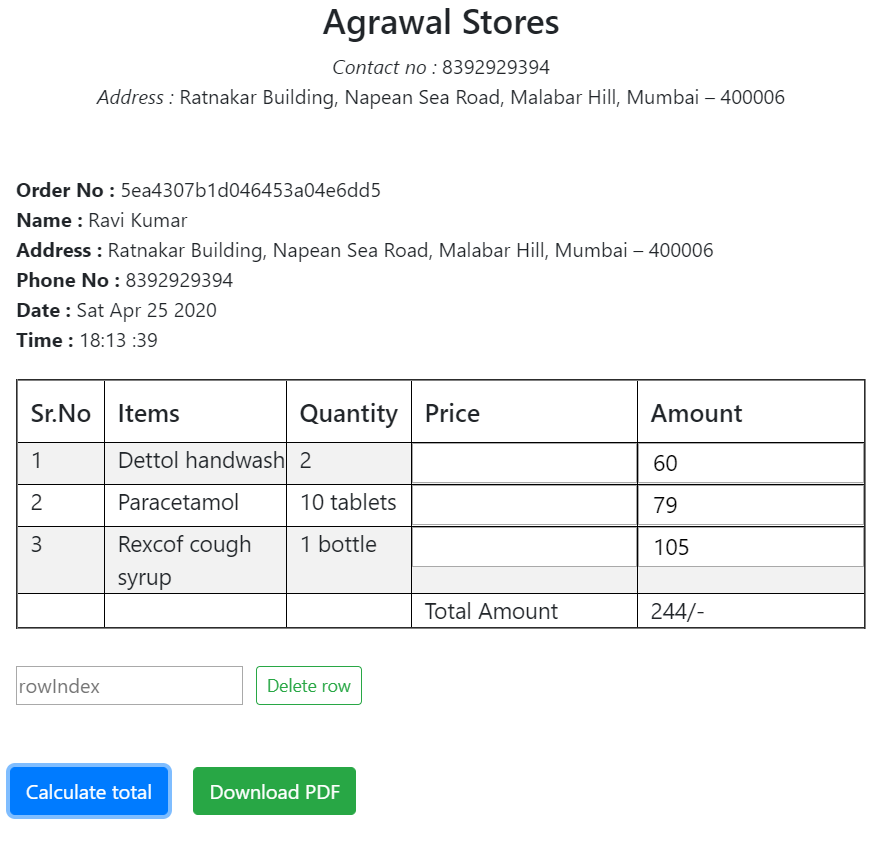 Agrawal Stores
Contact no : 8392929394
Address : Ratnakar Building, Napean Sea Road, Malabar Hill, Mumbai – 400006
Order No : 5ea4307b1d046453a04e6dd5
Name : Ravi Kumar
Address : Ratnakar Building, Napean Sea Road, Malabar Hill, Mumbai – 400006
Phone No : 8392929394
Date : Sat Apr 25 2020
Time : 18:13 :39
Sr.No Items Quantity Price Amount
1 Dettol handwash 2 60
2 Paracetamol 10 tablets 79
3 Rexcof cough 1 bottle 105
syrup
Total Amount 244/-
rowIndex Delete row
Calculate total Download PDF